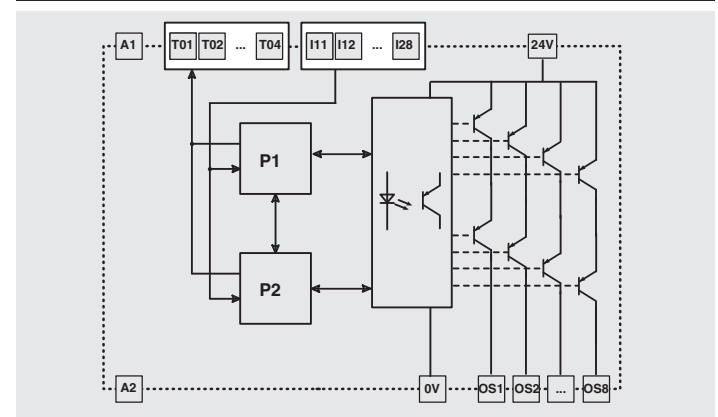 A1 T01 T02 ... T04 I11 I12 ... I28 24V
P1
P2
A2 0V OS1 OS2 ... OS8